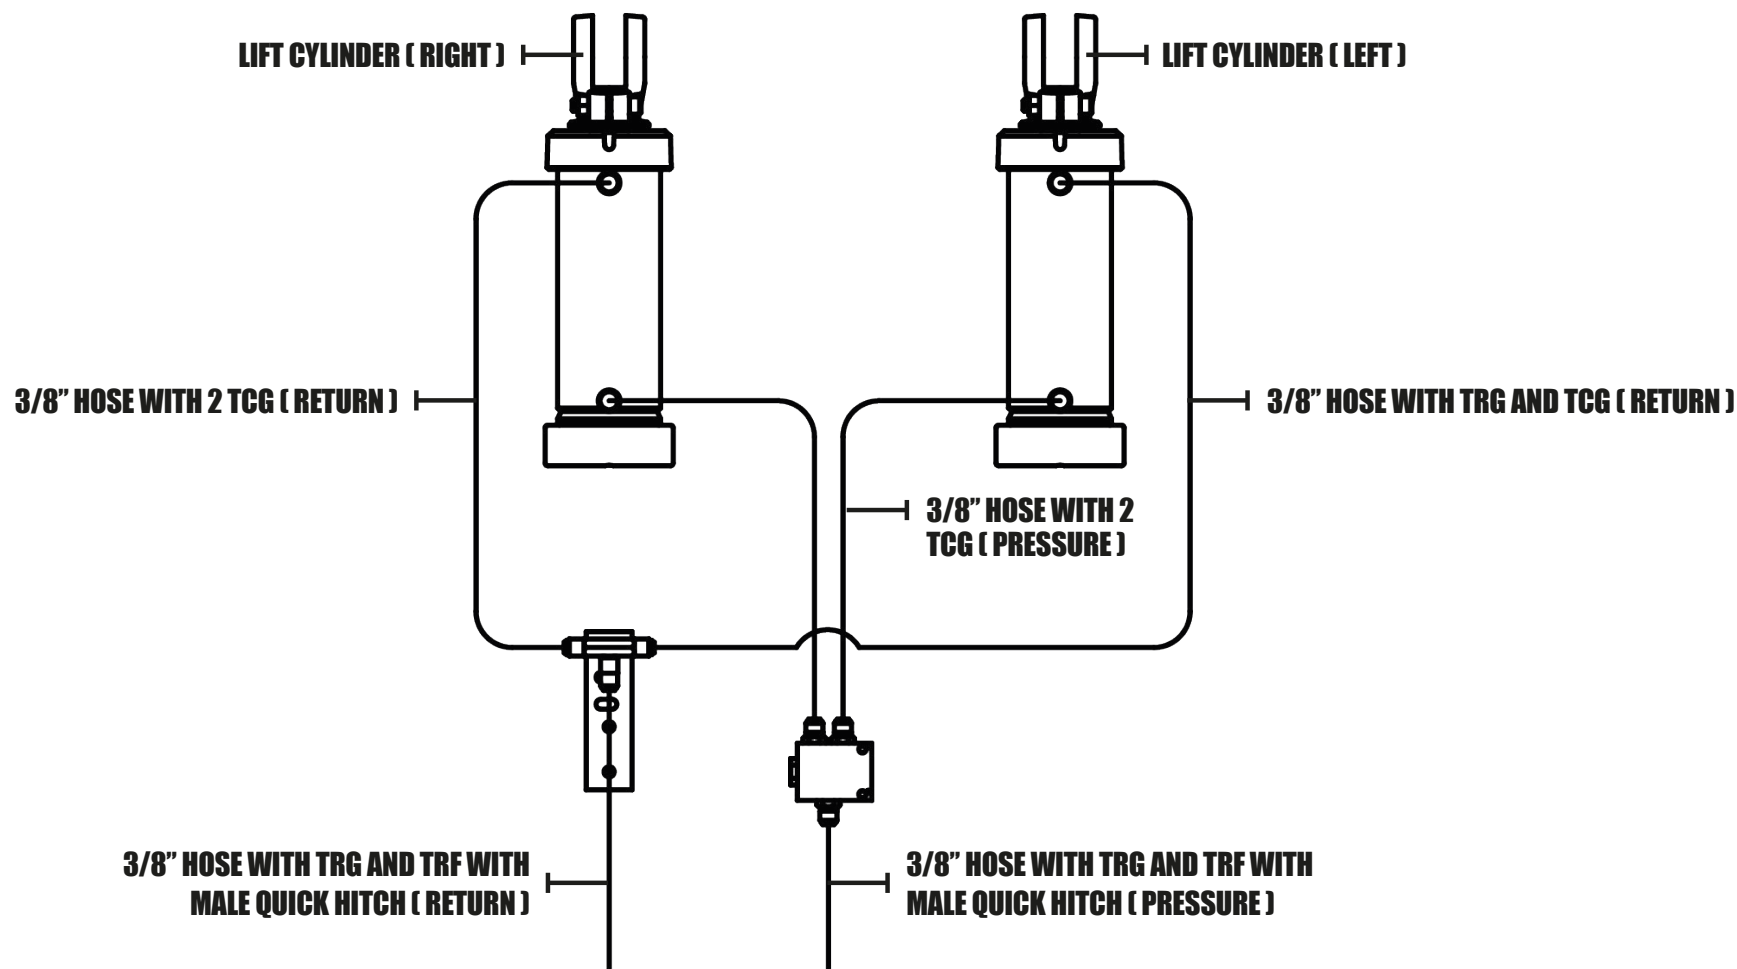 LIFT CYLINDER ( RIGHT )
LIFT CYLINDER ( LEFT )
3/8” HOSE WITH 2 TCG ( RETURN )
3/8” HOSE WITH TRG AND TCG ( RETURN )
3/8” HOSE WITH 2
TCG ( PRESSURE )
3/8” HOSE WITH TRG AND TRF WITH
MALE QUICK HITCH ( RETURN )
3/8” HOSE WITH TRG AND TRF WITH
MALE QUICK HITCH ( PRESSURE )